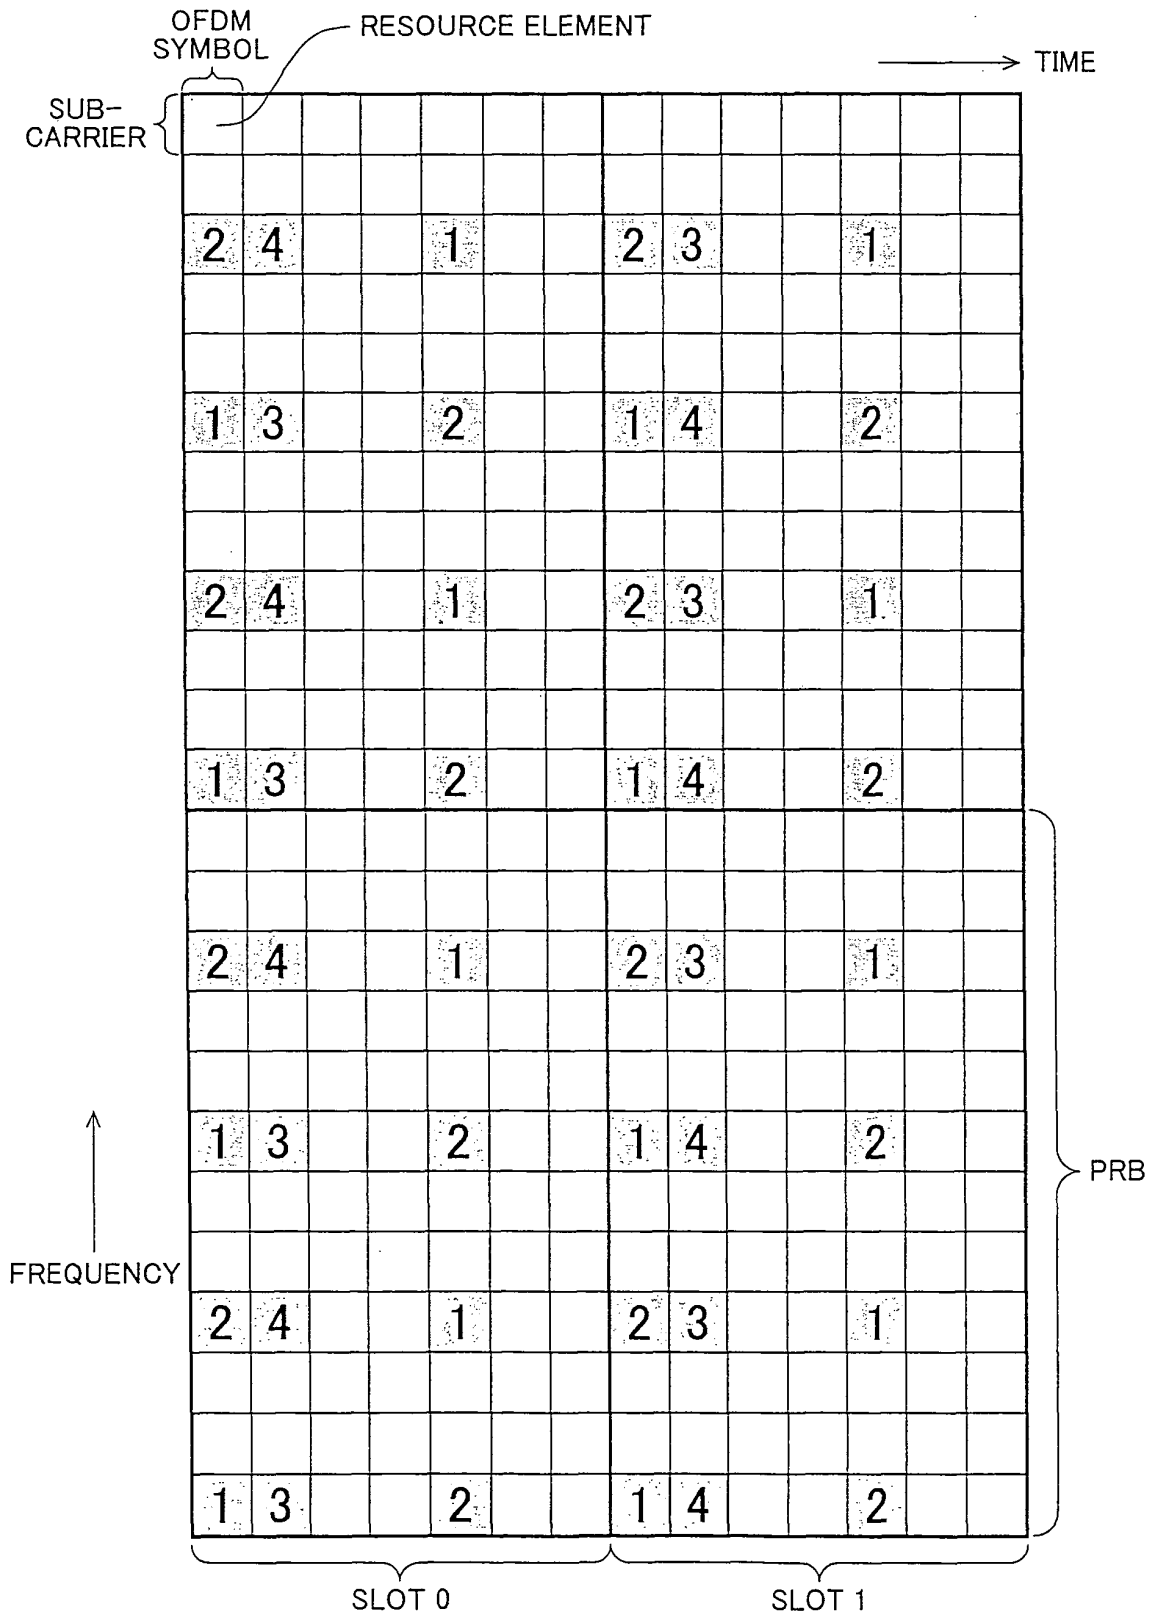 OFDM
SYMBOL
RESOURCE ELEMENT
TIME
SUB-
CARRIER
2 4 1 2 3 1
1 3 2 1 4 2
2 4 1 2 3 1
1 3 2 1 4 2
2 4 1 2 3 1
1 3 2 1 4 2
PRB
FREQUENCY
2 4 1 2 3 1
1 3 2 1 4 2
SLOT 0
SLOT 1